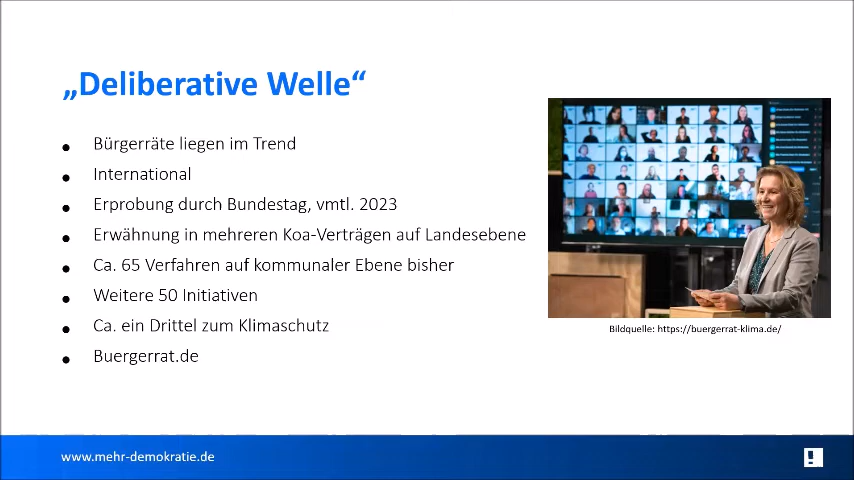 „Deliberative Welle“
Bürgerräte liegen im Trend
International
Erprobung durch Bundestag, vmtl. 2023
Erwähnung in mehreren Koa-Verträgen auf Landesebene
Ca. 65 Verfahren auf kommunaler Ebene bisher
Weitere 50 Initiativen
Ca. ein Drittel zum Klimaschutz
Buergerrat.de
Bildquelle: https://buergerrat-klima.de/
www.mehr-demokratie.de